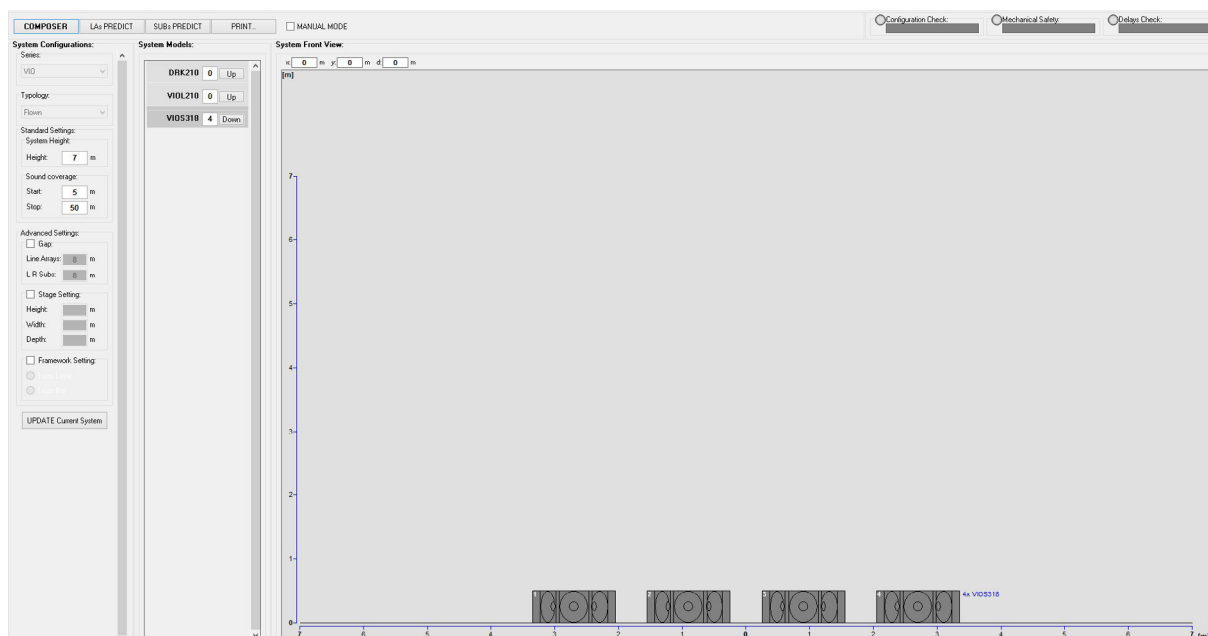 COMPOSER LAs PREDICT SUBs PREDICT PRINT... MANUAL MODE Configuration Check: Mechanical Safety: Delays Check:
System Configurations: System Models: System Front View:
Series:
VIO
Typology:
Flown
Standard Settings:
System Height:
Height: 7 m
Sound coverage:
Start: 5 m
Stop: 50 m
Advanced Settings:
Gap:
Line Arrays: 8 m
L R Subs: 8 m
Stage Setting:
Height: m
Width: m
Depth: m
Framework Setting:
UPDATE Current System
DRK210 0 Up
VIOL210 0 Up
VIOS318 4 Down
x: 0 m y: 0 m d: 0 m
[m]
7
6
5
4
3
2
1
0
1 2 3 4 4x VIOS318
7 6 5 4 3 2 1 0 1 2 3 4 5 6 7 [m]